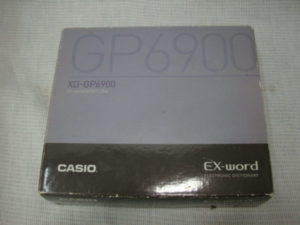 GP6900
XD-GP6900
CASIO
EX-word
ELECTRONIC DICTIONARY